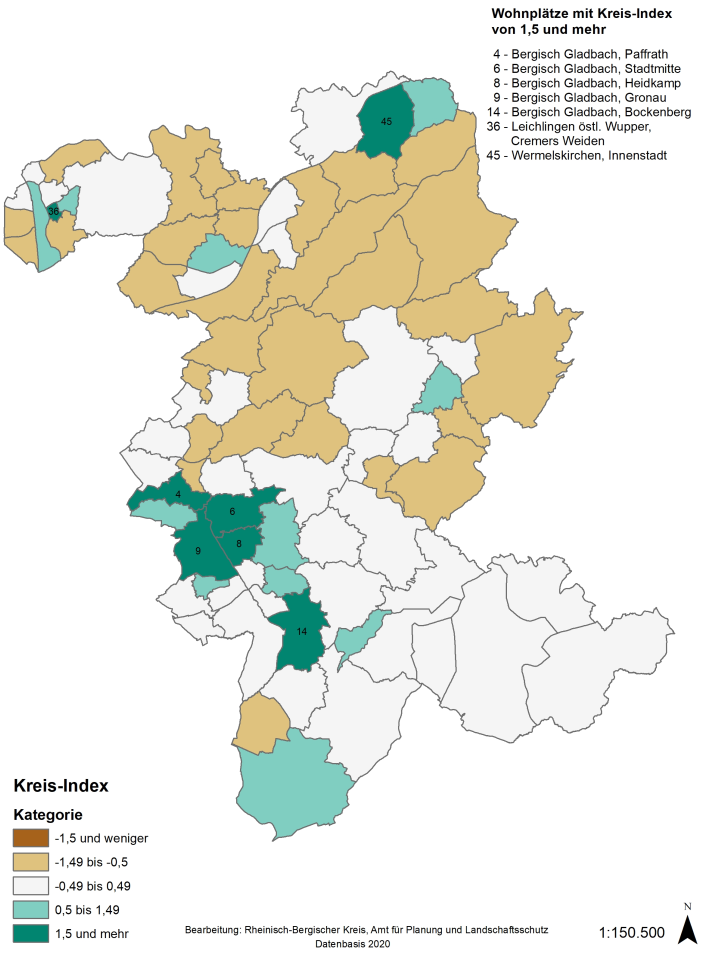 Wohnplätze mit Kreis-Index
von 1,5 und mehr
4 - Bergisch Gladbach, Paffrath
6 - Bergisch Gladbach, Stadtmitte
8 - Bergisch Gladbach, Heidkamp
9 - Bergisch Gladbach, Gronau
14 - Bergisch Gladbach, Bockenberg
36 - Leichlingen östl. Wupper,
Cremers Weiden
45 - Wermelskirchen, Innenstadt
45
36
4
6
8
9
14
Kreis-Index
Kategorie
-1,5 und weniger
-1,49 bis -0,5
-0,49 bis 0,49
0,5 bis 1,49
1,5 und mehr
Bearbeitung: Rheinisch-Bergischer Kreis, Amt für Planung und Landschaftsschutz
Datenbasis 2020
1:150.500
N